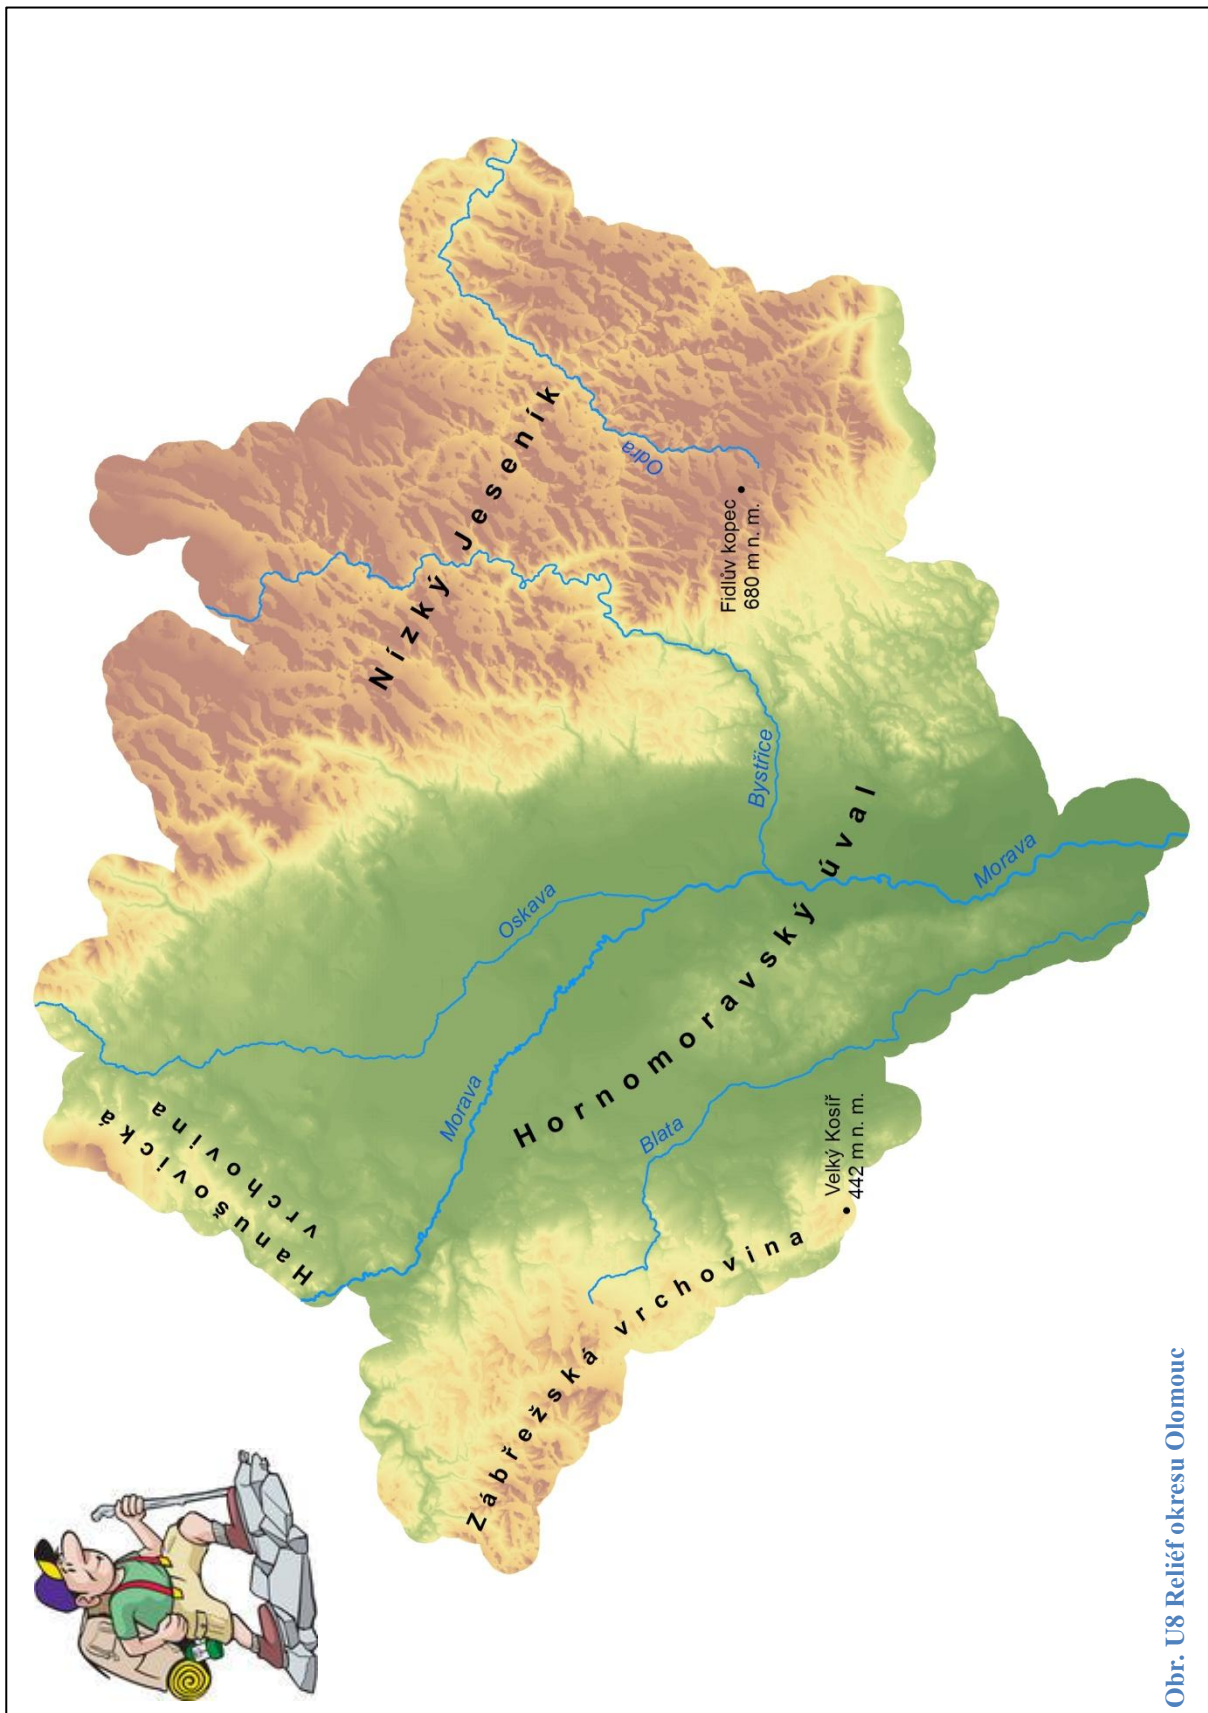 Hanušovická
vrchovina
Nízký Jeseník
Odra
Oskava
Morava
Fidlův kopec
680 m n. m.
Bystřice
Hornomoravský úval
Blata
Morava
Zábřežská vrchovina
Velký Kosíř
442 m n. m.
Obr. U8 Reliéf okresu Olomouc